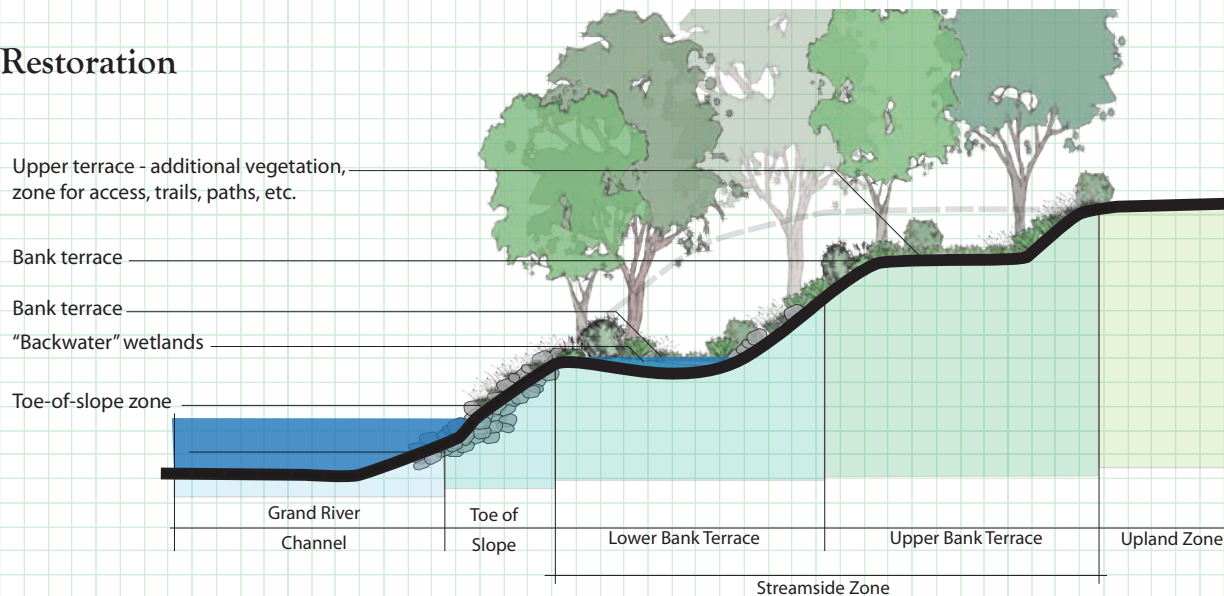 Restoration
Upper terrace - additional vegetation,
zone for access, trails, paths, etc.
Bank terrace
Bank terrace
“Backwater” wetlands
Toe-of-slope zone
Grand River
Channel
Toe of
Slope
Lower Bank Terrace
Upper Bank Terrace
Upland Zone
Streamside Zone